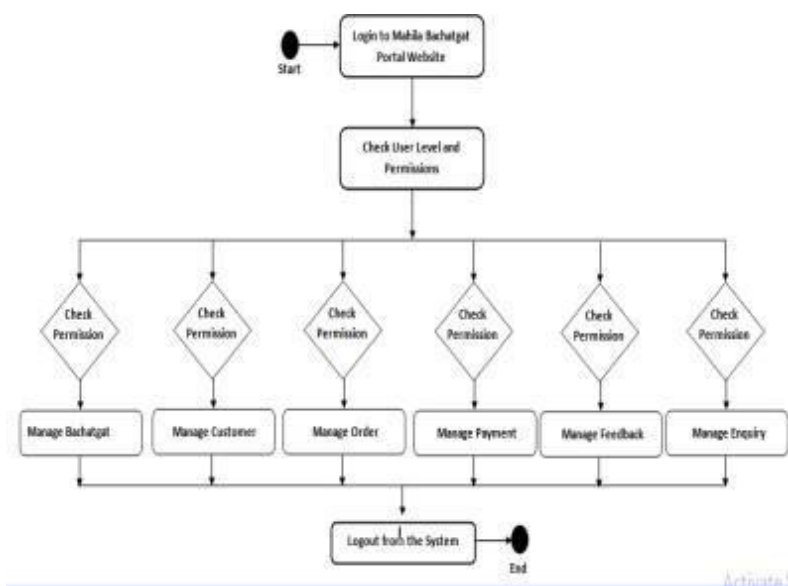 Login to Mahila Bachatgat
Portal Website
Start
Check User Level and
Permissions
Check
Permission
Check
Permission
Check
Permission
Check
Permission
Check
Permission
Check
Permission
Manage Bachatgat
Manage Customer
Manage Order
Manage Payment
Manage Feedback
Manage Enquiry
Logout from the System
End
Activate